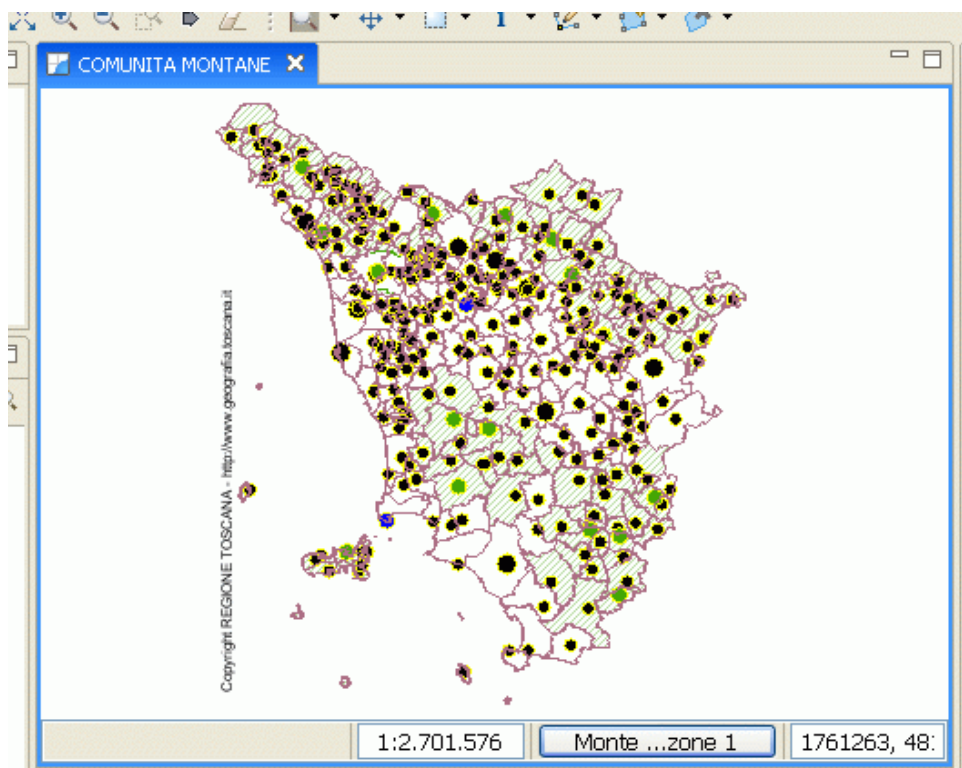 COMUNITA MONTANE
Copyright REGIONE TOSCANA - http://www.geografia.toscana.it
1:2.701.576
Monte ...zone 1
1761263, 48: